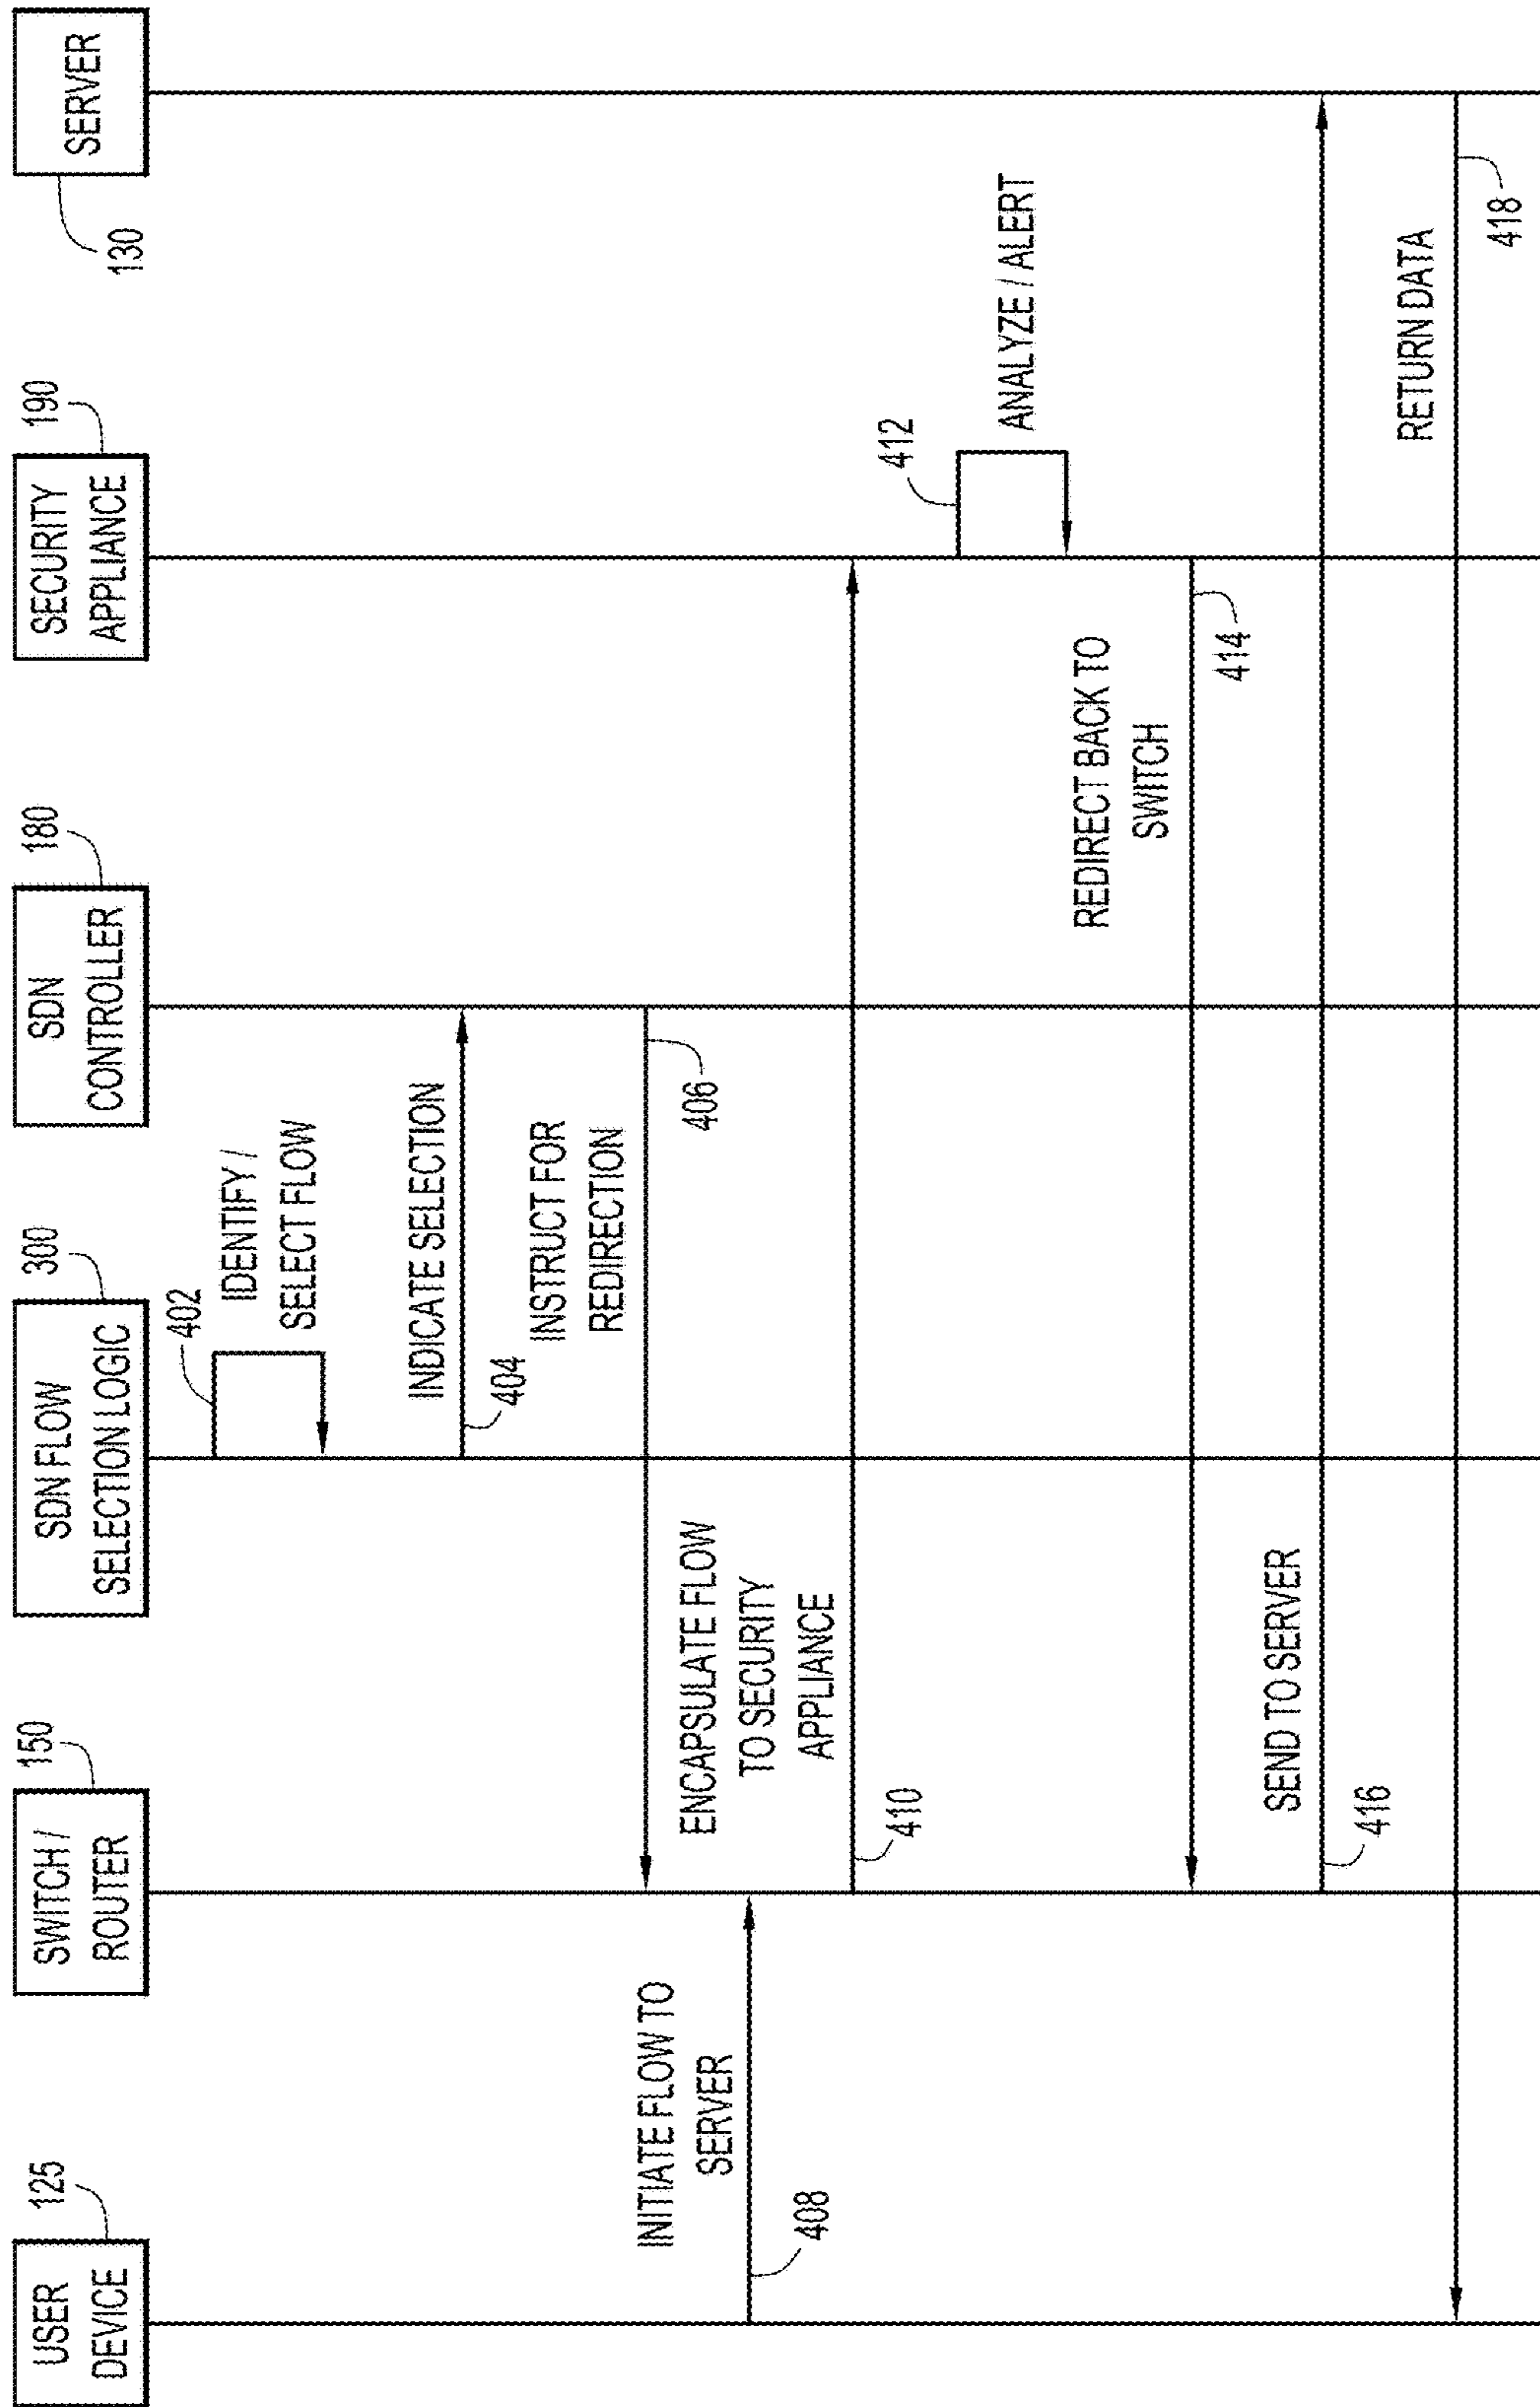 USER
DEVICE
125
SWITCH /
ROUTER
150
SDN FLOW
SELECTION LOGIC
300
SDN
CONTROLLER
180
SECURITY
APPLIANCE
190
SERVER
130
402
IDENTIFY /
SELECT FLOW
INDICATE SELECTION
404
INSTRUCT FOR
REDIRECTION
406
INITIATE FLOW TO
SERVER
408
ENCAPSULATE FLOW
TO SECURITY
APPLIANCE
410
412
ANALYZE / ALERT
REDIRECT BACK TO
SWITCH
414
SEND TO SERVER
416
RETURN DATA
418